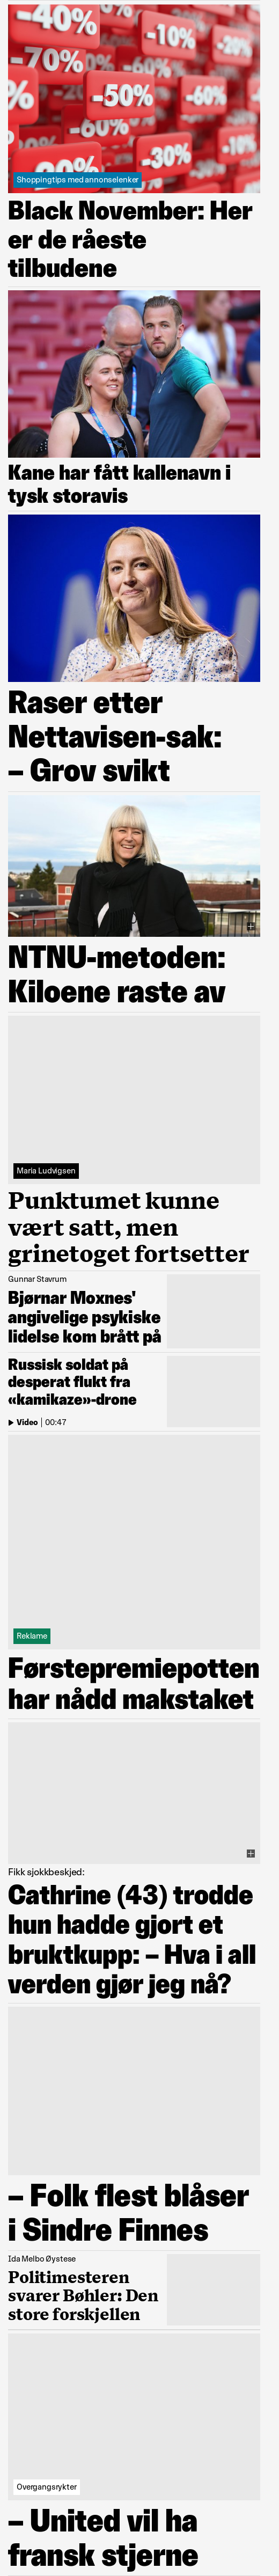 -40%
-10%
-20%
-70%
-50%
-60%
-60%
-30%
Shoppingtips med annonselenker
Black November: Her
er de råeste
tilbudene
Kane har fått kallenavn i
tysk storavis
Raser etter
Nettavisen-sak:
– Grov svikt
NTNU-metoden:
Kiloene raste av
Maria Ludvigsen
Punktumet kunne
vært satt, men
grinetoget fortsetter
Gunnar Stavrum
Bjørnar Moxnes'
angivelige psykiske
lidelse kom brått på
Russisk soldat på
desperat flukt fra
«kamikaze»-drone
Video | 00:47
Reklame
Førstepremiepotten
har nådd makstaket
Fikk sjokkbeskjed:
Cathrine (43) trodde
hun hadde gjort et
bruktkupp: – Hva i all
verden gjør jeg nå?
– Folk flest blåser
i Sindre Finnes
Ida Melbo Øystese
Politimesteren
svarer Bøhler: Den
store forskjellen
Overgangsrykter
– United vil ha
fransk stjerne